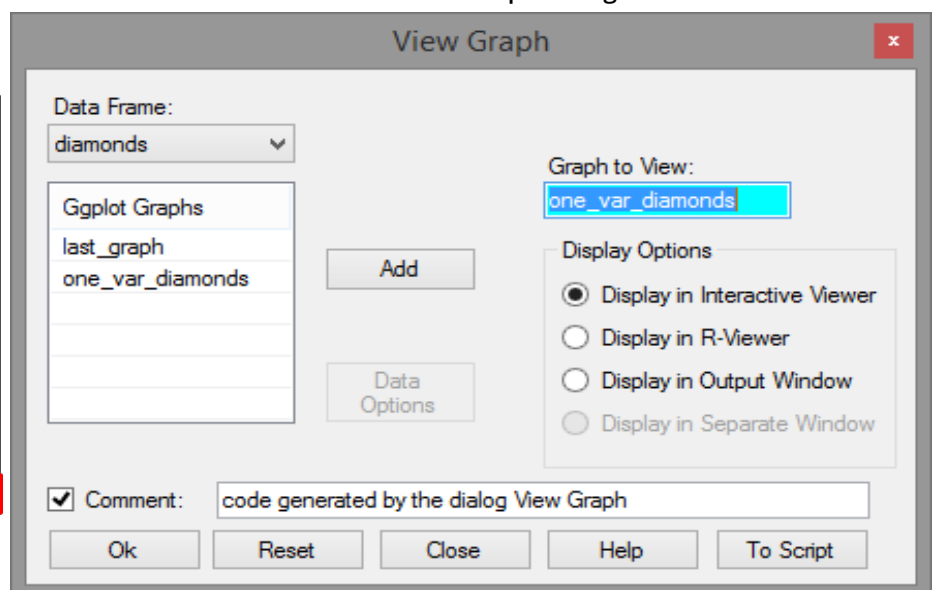 View Graph
x
Data Frame:
diamonds
Ggplot Graphs
last_graph
one_var_diamonds
Add
Data
Options
Graph to View:
one_var_diamonds
Display Options
Display in Interactive Viewer
Display in R-Viewer
Display in Output Window
Display in Separate Window
Comment:
code generated by the dialog View Graph
Ok
Reset
Close
Help
To Script